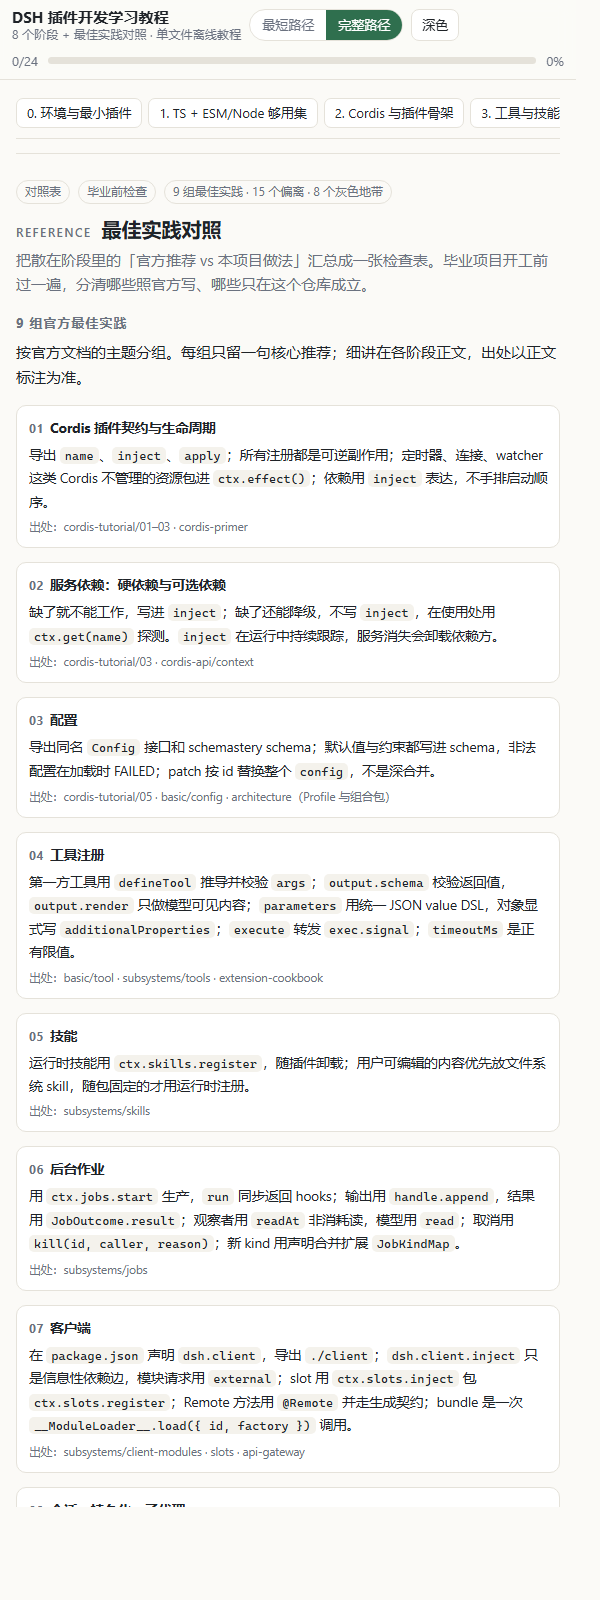 DSH 插件开发学习教程
8 个阶段 + 最佳实践对照 · 单文件离线教程
最短路径 完整路径 深色
0/24 0%
0. 环境与最小插件 1. TS + ESM/Node 够用集 2. Cordis 与插件骨架 3. 工具与技能
对照表 毕业前检查 9 组最佳实践 · 15 个偏离 · 8 个灰色地带
REFERENCE 最佳实践对照
把散在阶段里的「官方推荐 vs 本项目做法」汇总成一张检查表。毕业项目开工前
过一遍，分清哪些照官方写、哪些只在这个仓库成立。
9 组官方最佳实践
按官方文档的主题分组。每组只留一句核心推荐；细讲在各阶段正文，出处以正文
标注为准。
01 Cordis 插件契约与生命周期
导出 name 、 inject 、 apply ；所有注册都是可逆副作用；定时器、连接、watcher
这类 Cordis 不管理的资源包进 ctx.effect() ；依赖用 inject 表达，不手排启动顺
序。
出处：cordis-tutorial/01–03 · cordis-primer
02 服务依赖：硬依赖与可选依赖
缺了就不能工作，写进 inject ；缺了还能降级，不写 inject ，在使用处用
ctx.get(name) 探测。 inject 在运行中持续跟踪，服务消失会卸载依赖方。
出处：cordis-tutorial/03 · cordis-api/context
03 配置
导出同名 Config 接口和 schemastery schema；默认值与约束都写进 schema，非法
配置在加载时 FAILED；patch 按 id 替换整个 config ，不是深合并。
出处：cordis-tutorial/05 · basic/config · architecture（Profile 与组合包）
04 工具注册
第一方工具用 defineTool 推导并校验 args ； output.schema 校验返回值，
output.render 只做模型可见内容； parameters 用统一 JSON value DSL，对象显
式写 additionalProperties ； execute 转发 exec.signal ； timeoutMs 是正
有限值。
出处：basic/tool · subsystems/tools · extension-cookbook
05 技能
运行时技能用 ctx.skills.register ，随插件卸载；用户可编辑的内容优先放文件系
统 skill，随包固定的才用运行时注册。
出处：subsystems/skills
06 后台作业
用 ctx.jobs.start 生产， run 同步返回 hooks；输出用 handle.append ，结果
用 JobOutcome.result ；观察者用 readAt 非消耗读，模型用 read ；取消用
kill(id, caller, reason) ；新 kind 用声明合并扩展 JobKindMap 。
出处：subsystems/jobs
07 客户端
在 package.json 声明 dsh.client ，导出 ./client ； dsh.client.inject 只
是信息性依赖边，模块请求用 external ；slot 用 ctx.slots.inject 包
ctx.slots.register ；Remote 方法用 @Remote 并走生成契约；bundle 是一次
__ModuleLoader__.load({ id, factory }) 调用。
出处：subsystems/client-modules · slots · api-gateway